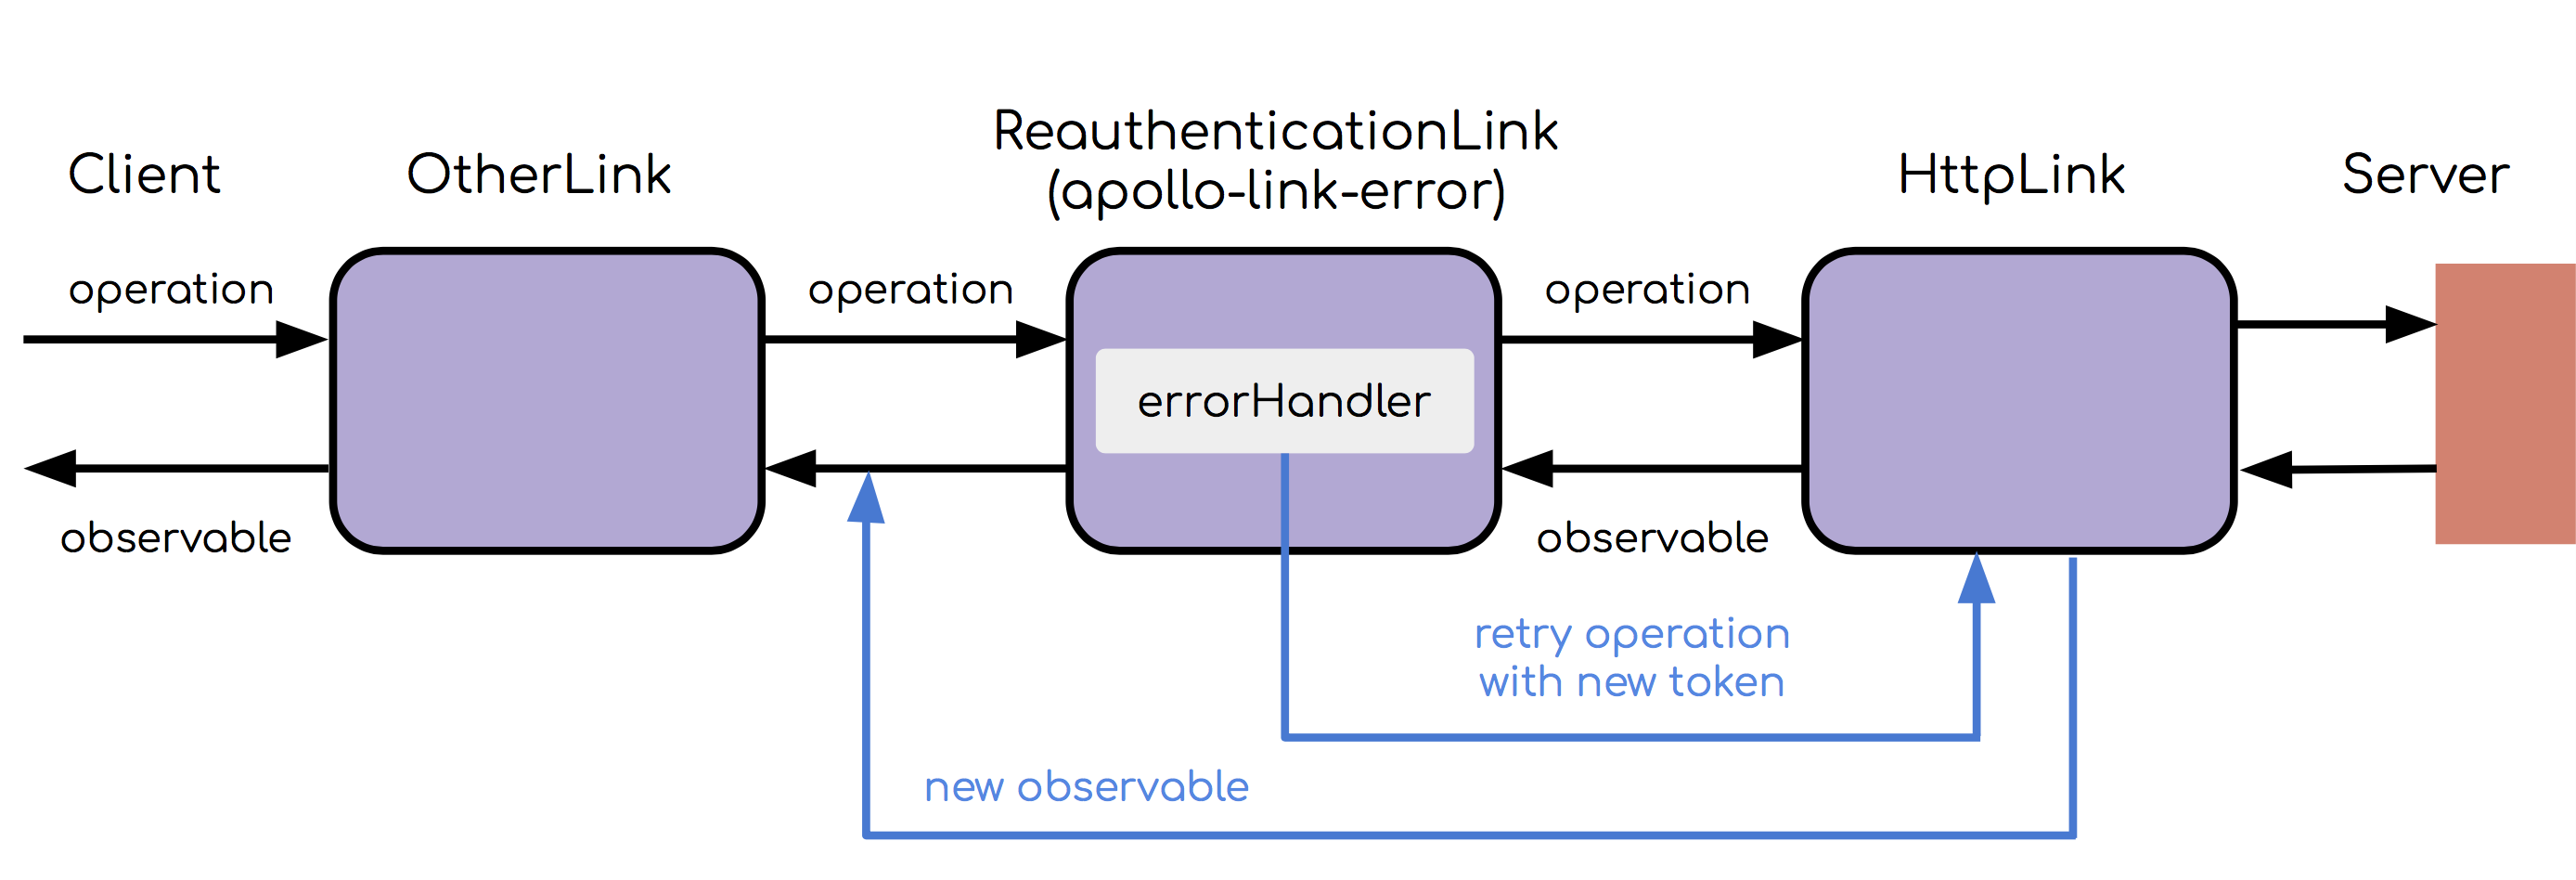 Client
OtherLink
ReauthenticationLink
(apollo-link-error)
HttpLink
Server
operation
operation
operation
errorHandler
observable
observable
retry operation
with new token
new observable